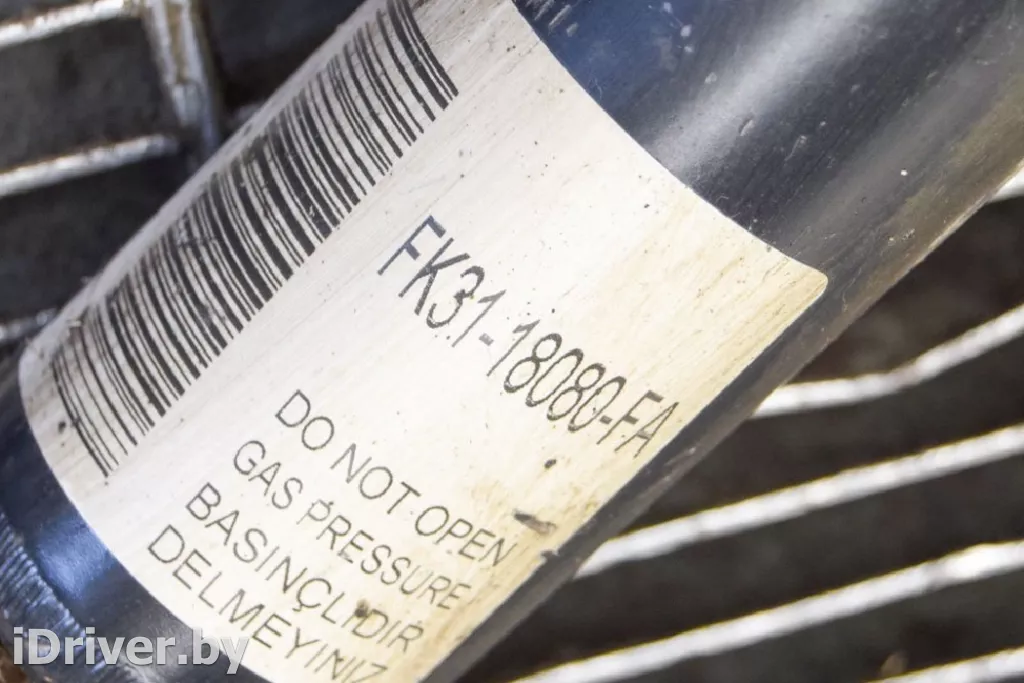 FK31-18080-FA
DO NOT OPEN
GAS PRESSURE
BASINÇLIDIR
DELMEYINIZ
iDriver.by